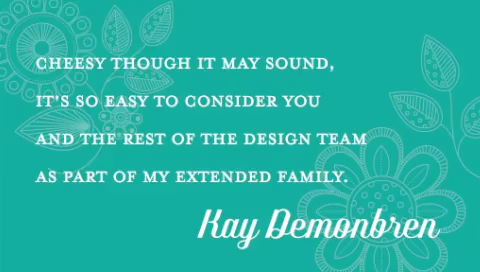 CHEESY THOUGH IT MAY SOUND,
IT'S SO EASY TO CONSIDER YOU
AND THE REST OF THE DESIGN TEAM
AS PART OF MY EXTENDED FAMILY.
Kay Demonbren